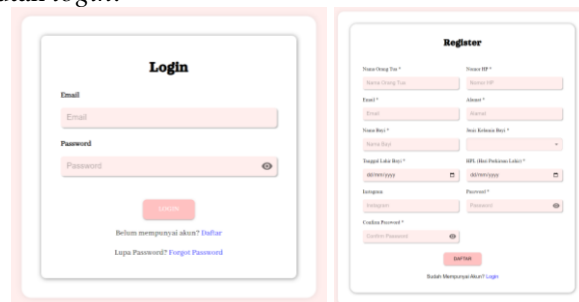 login.
Login
Email
Email
Password
Password
LOGIN
Belum mempunyai akun? Daftar
Lupa Password? Forgot Password
Register
Nama Orang Tua *
Nomor HP *
Nama Orang Tua
Nomor HP
Email *
Alamat *
Email
Alamat
Nama Bayi *
Jenis Kelamin Bayi *
Nama Bayi
Tanggal Lahir Bayi *
HPL (Hari Perkiraan Lahir) *
dd/mm/yyyy
dd/mm/yyyy
Instagram
Password *
Instagram
Password
Confirm Password *
Confirm Password
DAFTAR
Sudah Mempunyai Akun? Login